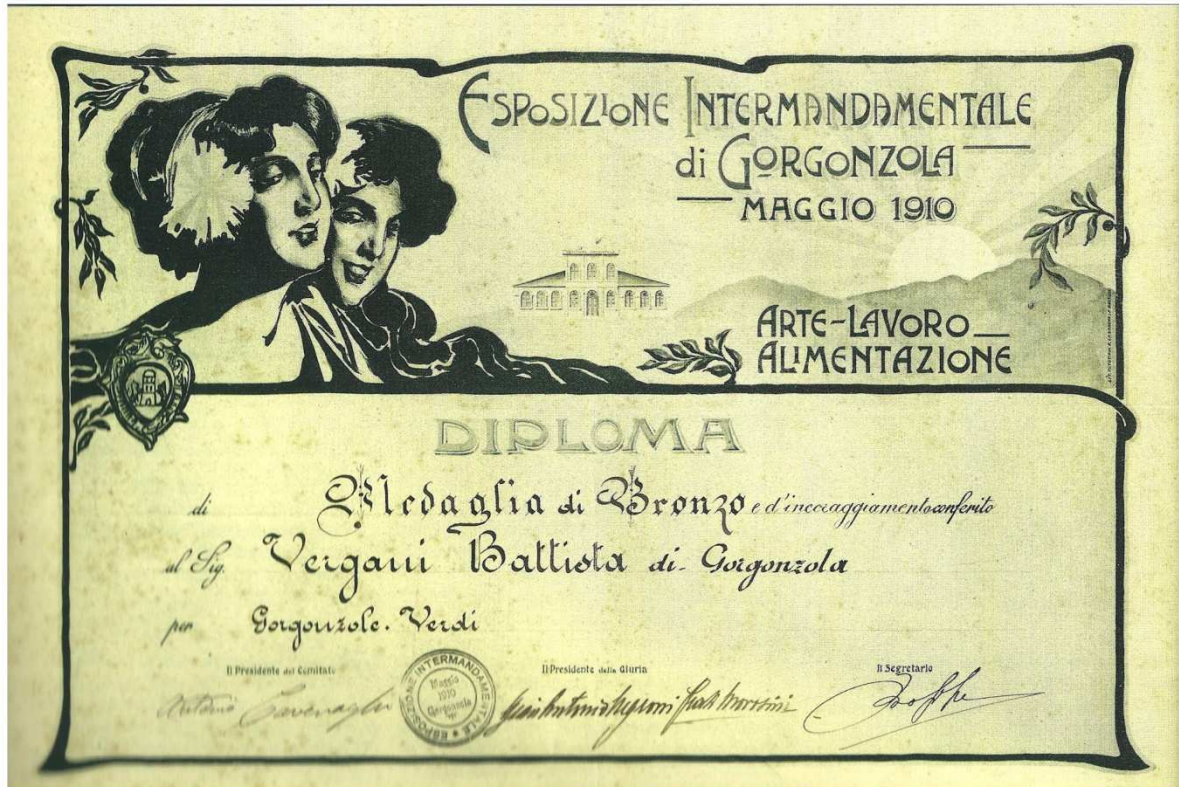 ESPOSIZIONE INTERMANDAMENTALE
di GORGONZOLA
MAGGIO 1910
ARTE-LAVORO
ALIMENTAZIONE
DIPLOMA
di Medaglia di Bronzo e d'incoraggiamento conferito
al Sig. Vergani Battista di Gorgonzola
per Gorgonzole Verdi
Il Presidente del Comitato
Il Presidente della Giuria
Il Segretario
Antonio Cavenaghi
ESPOSIZIONE INTERMANDAMENTALE
Maggio
1910
Gorgonzola